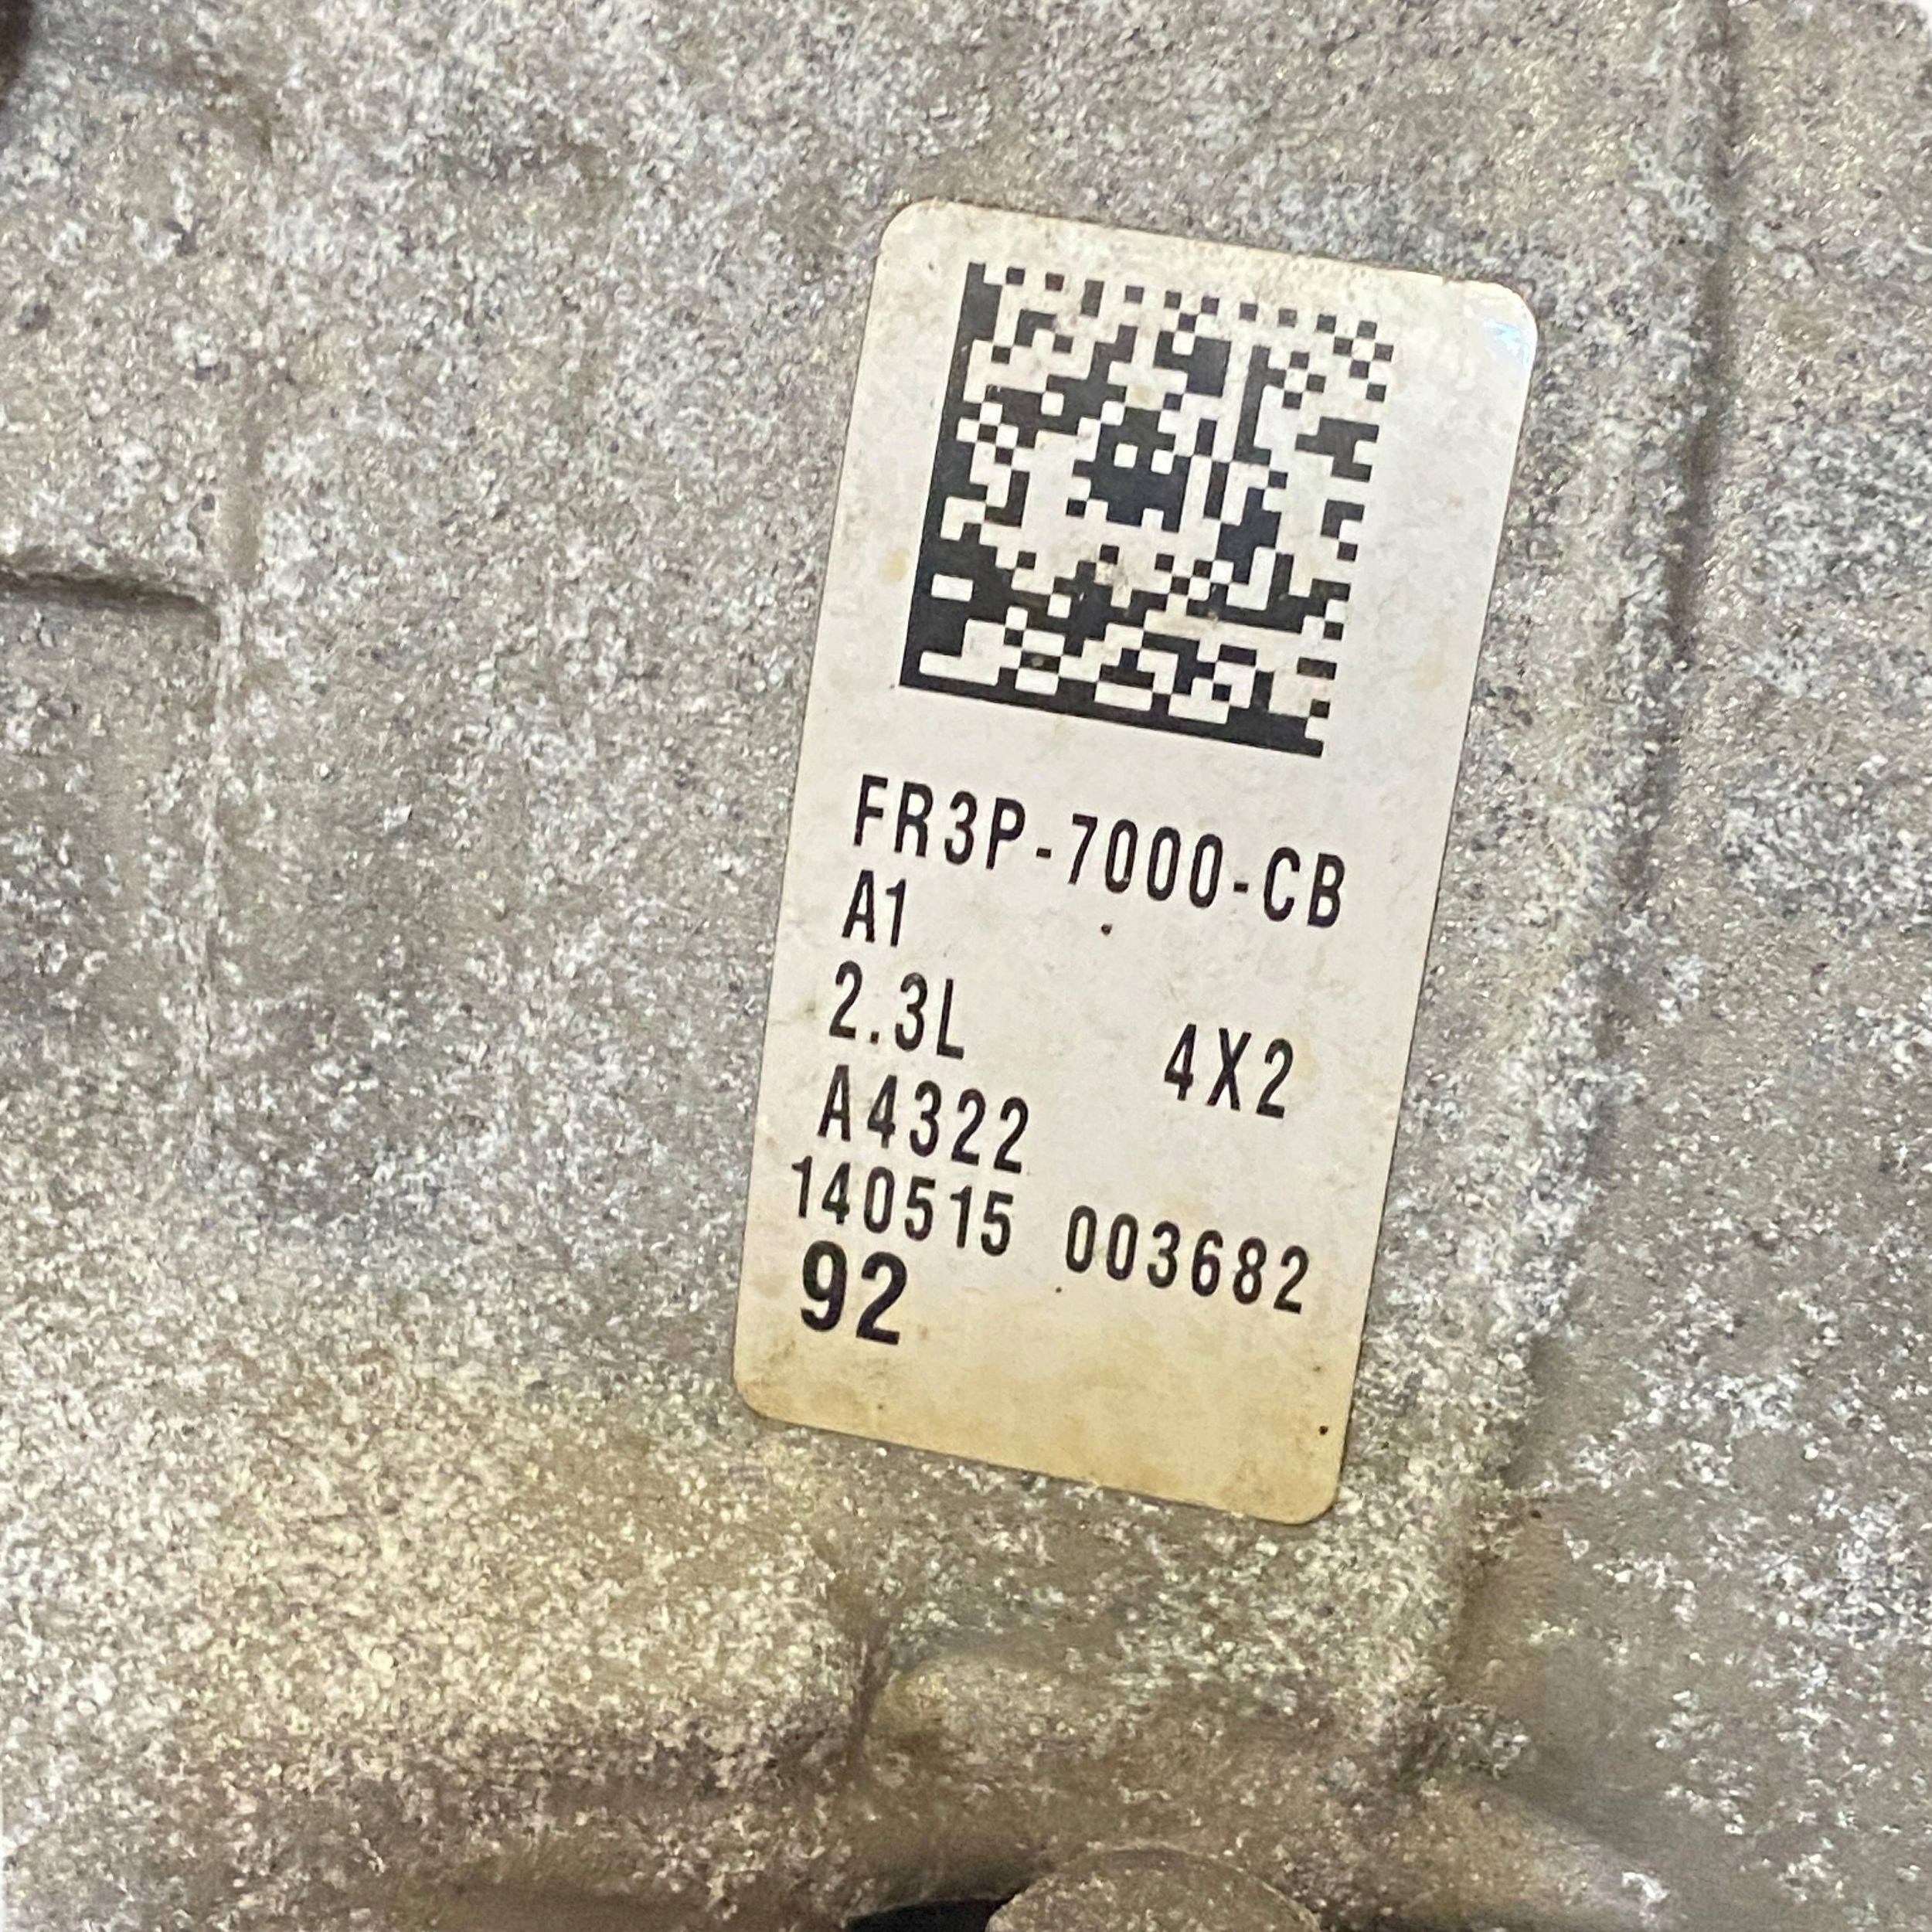 FR3P-7000-CB
A1
2.3L 4X2
A4322
140515 003682
92